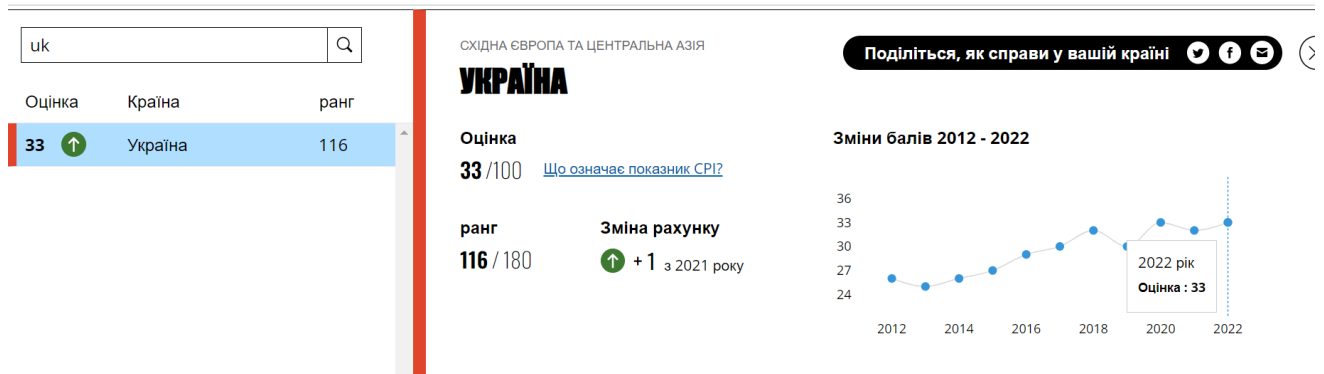 uk
Оцінка Країна ранг
33 Україна 116
СХІДНА ЄВРОПА ТА ЦЕНТРАЛЬНА АЗІЯ
УКРАЇНА
Поділіться, як справи у вашій країні
Оцінка
33 /100 Що означає показник CPI?
ранг
116 / 180
Зміна рахунку
+ 1 з 2021 року
Зміни балів 2012 - 2022
36
33
30
27
24
2022 рік
Оцінка : 33
2012 2014 2016 2018 2020 2022